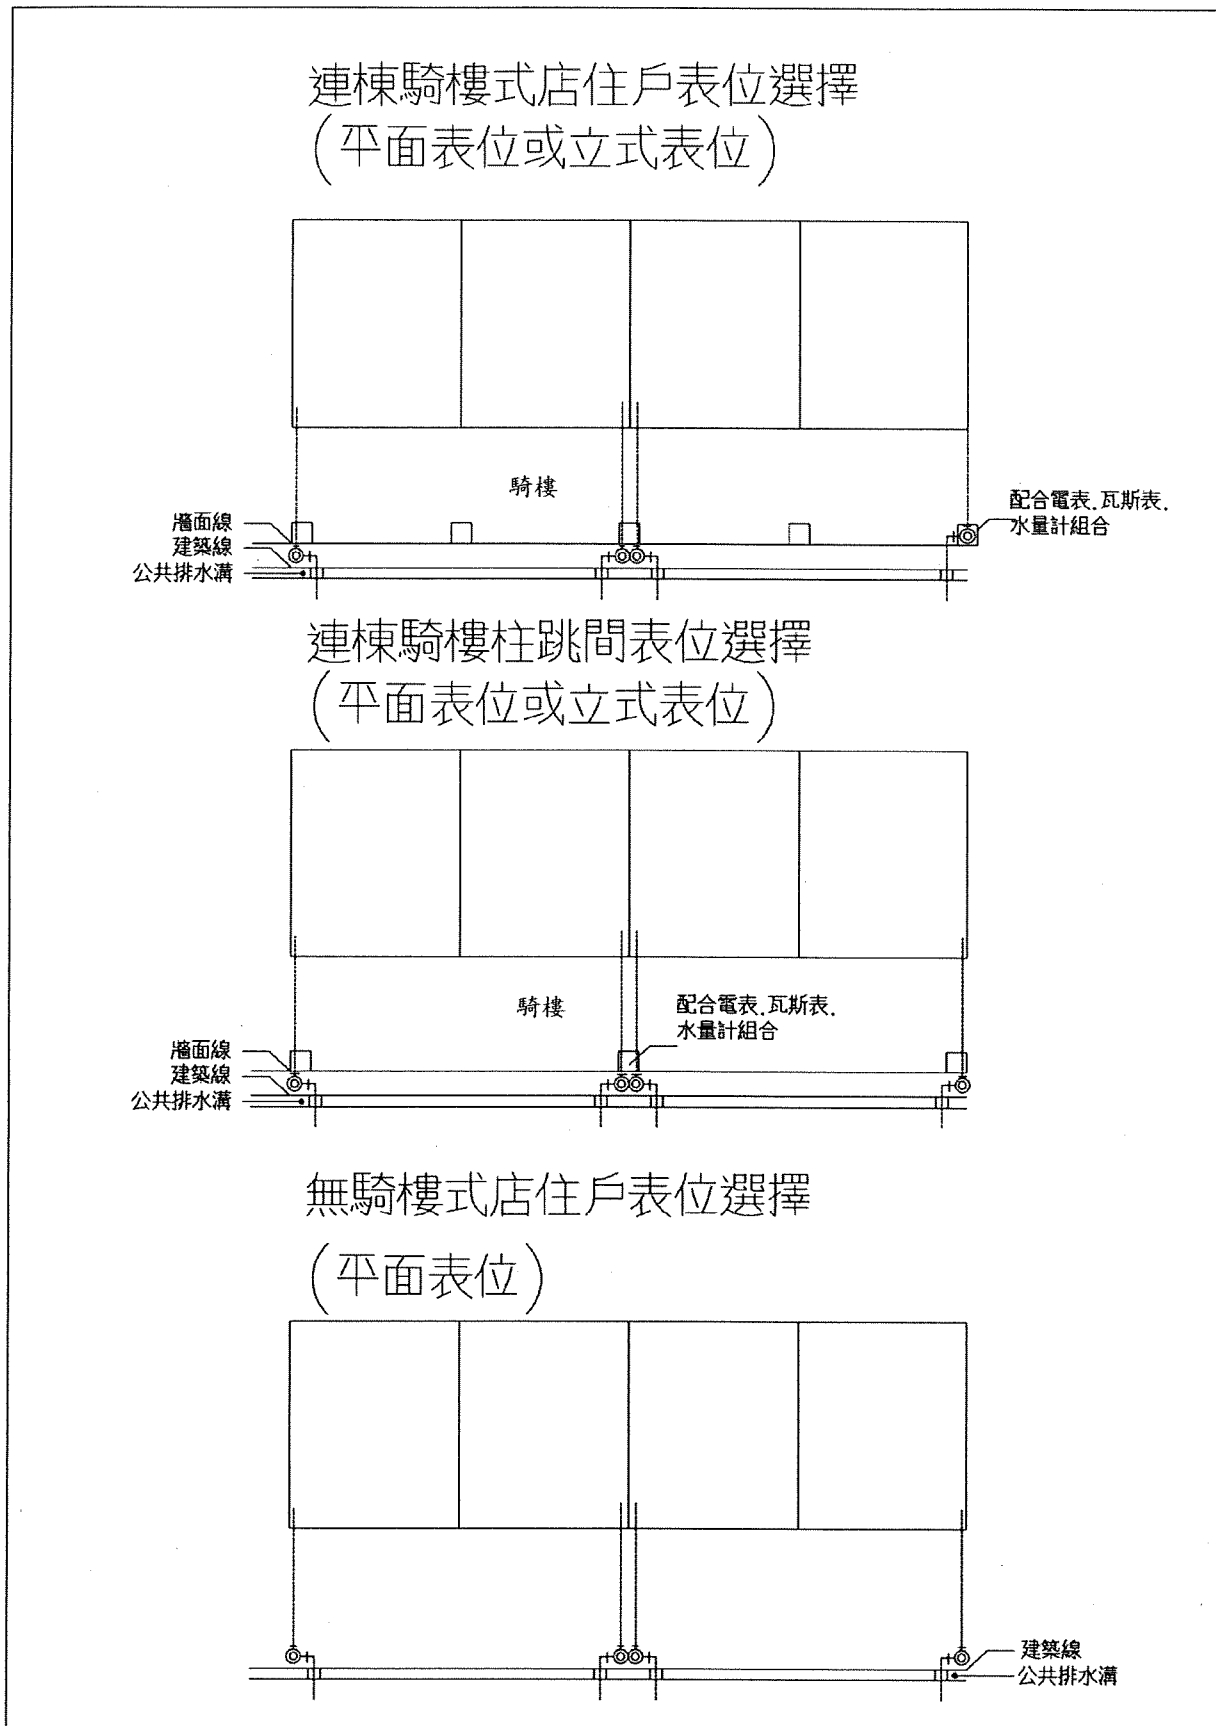 連棟騎樓式店住戶表位選擇
(平面表位或立式表位)
騎樓
配合電表.瓦斯表.
水量計組合
牆面線
建築線
公共排水溝
連棟騎樓柱跳間表位選擇
(平面表位或立式表位)
騎樓
配合電表.瓦斯表.
水量計組合
牆面線
建築線
公共排水溝
無騎樓式店住戶表位選擇
(平面表位)
建築線
公共排水溝